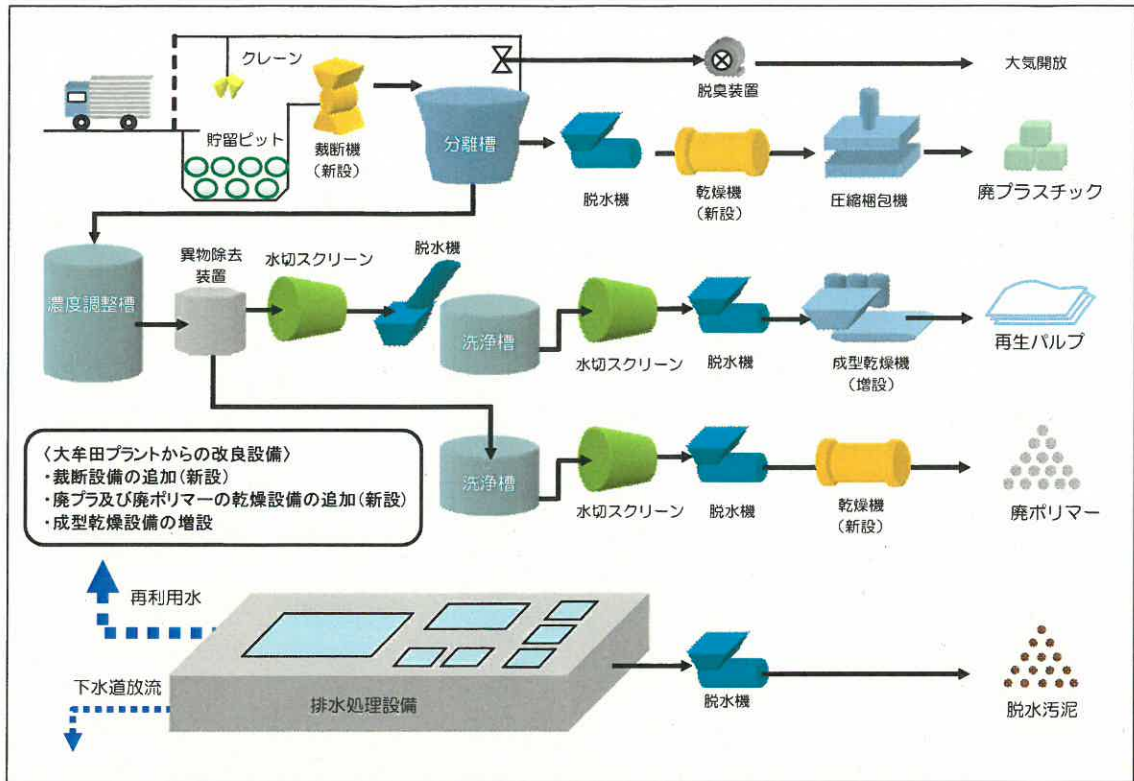 クレーン
大気開放
脱臭装置
貯留ピット
裁断機
(新設)
分離槽
脱水機
乾燥機
(新設)
圧縮梱包機
廃プラスチック
異物除去
装置
水切スクリーン
脱水機
濃度調整槽
洗浄槽
水切スクリーン
脱水機
成型乾燥機
(増設)
再生パルプ
〈大牟田プラントからの改良設備〉
・裁断設備の追加(新設)
・廃プラ及び廃ポリマーの乾燥設備の追加(新設)
・成型乾燥設備の増設
洗浄槽
水切スクリーン
脱水機
乾燥機
(新設)
廃ポリマー
再利用水
下水道放流
排水処理設備
脱水機
脱水汚泥